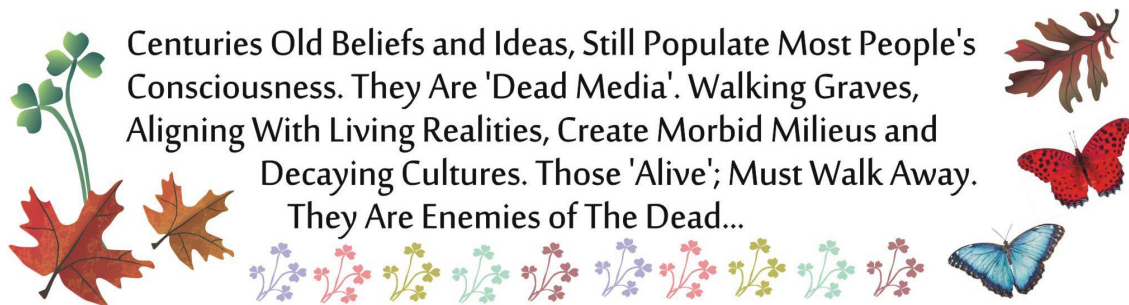 Centuries Old Beliefs and Ideas, Still Populate Most People's
Consciousness. They Are 'Dead Media'. Walking Graves,
Aligning With Living Realities, Create Morbid Milieus and
Decaying Cultures. Those 'Alive'; Must Walk Away.
They Are Enemies of The Dead...